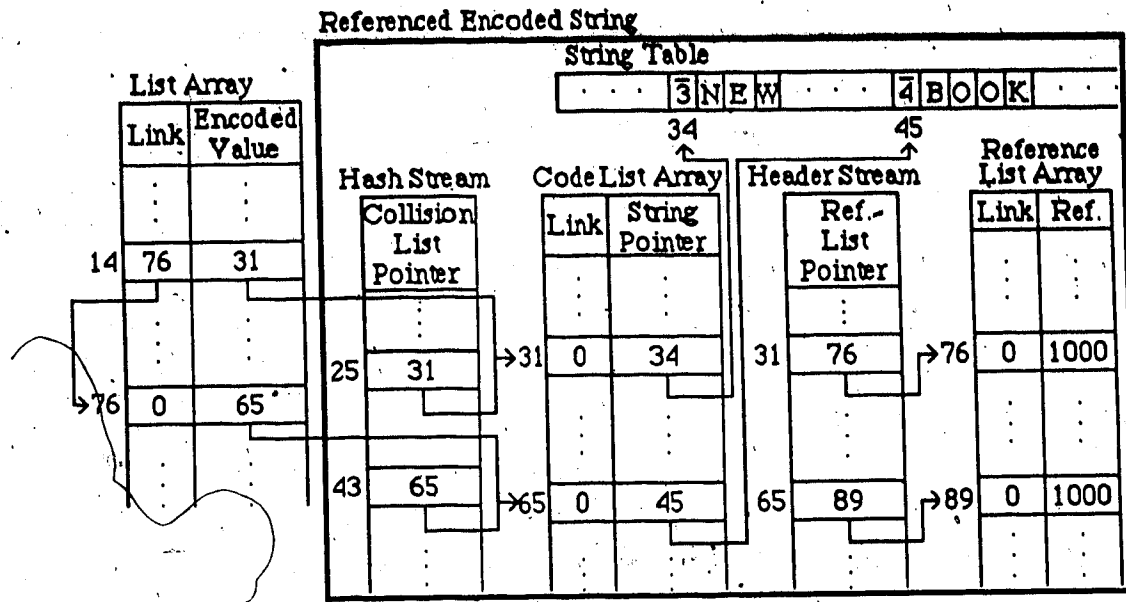 Referenced Encoded String
String Table
. . . 3̅ N E W . . . . 4̅ B O O K . . .
34 45
List Array
Link Encoded Value
14 76 31
76 0 65
Hash Stream
Collision List Pointer
25 31
43 65
Code List Array
Link String Pointer
31 0 34
65 0 45
Header Stream
Ref.- List Pointer
31 76
65 89
Reference List Array
Link Ref.
76 0 1000
89 0 1000